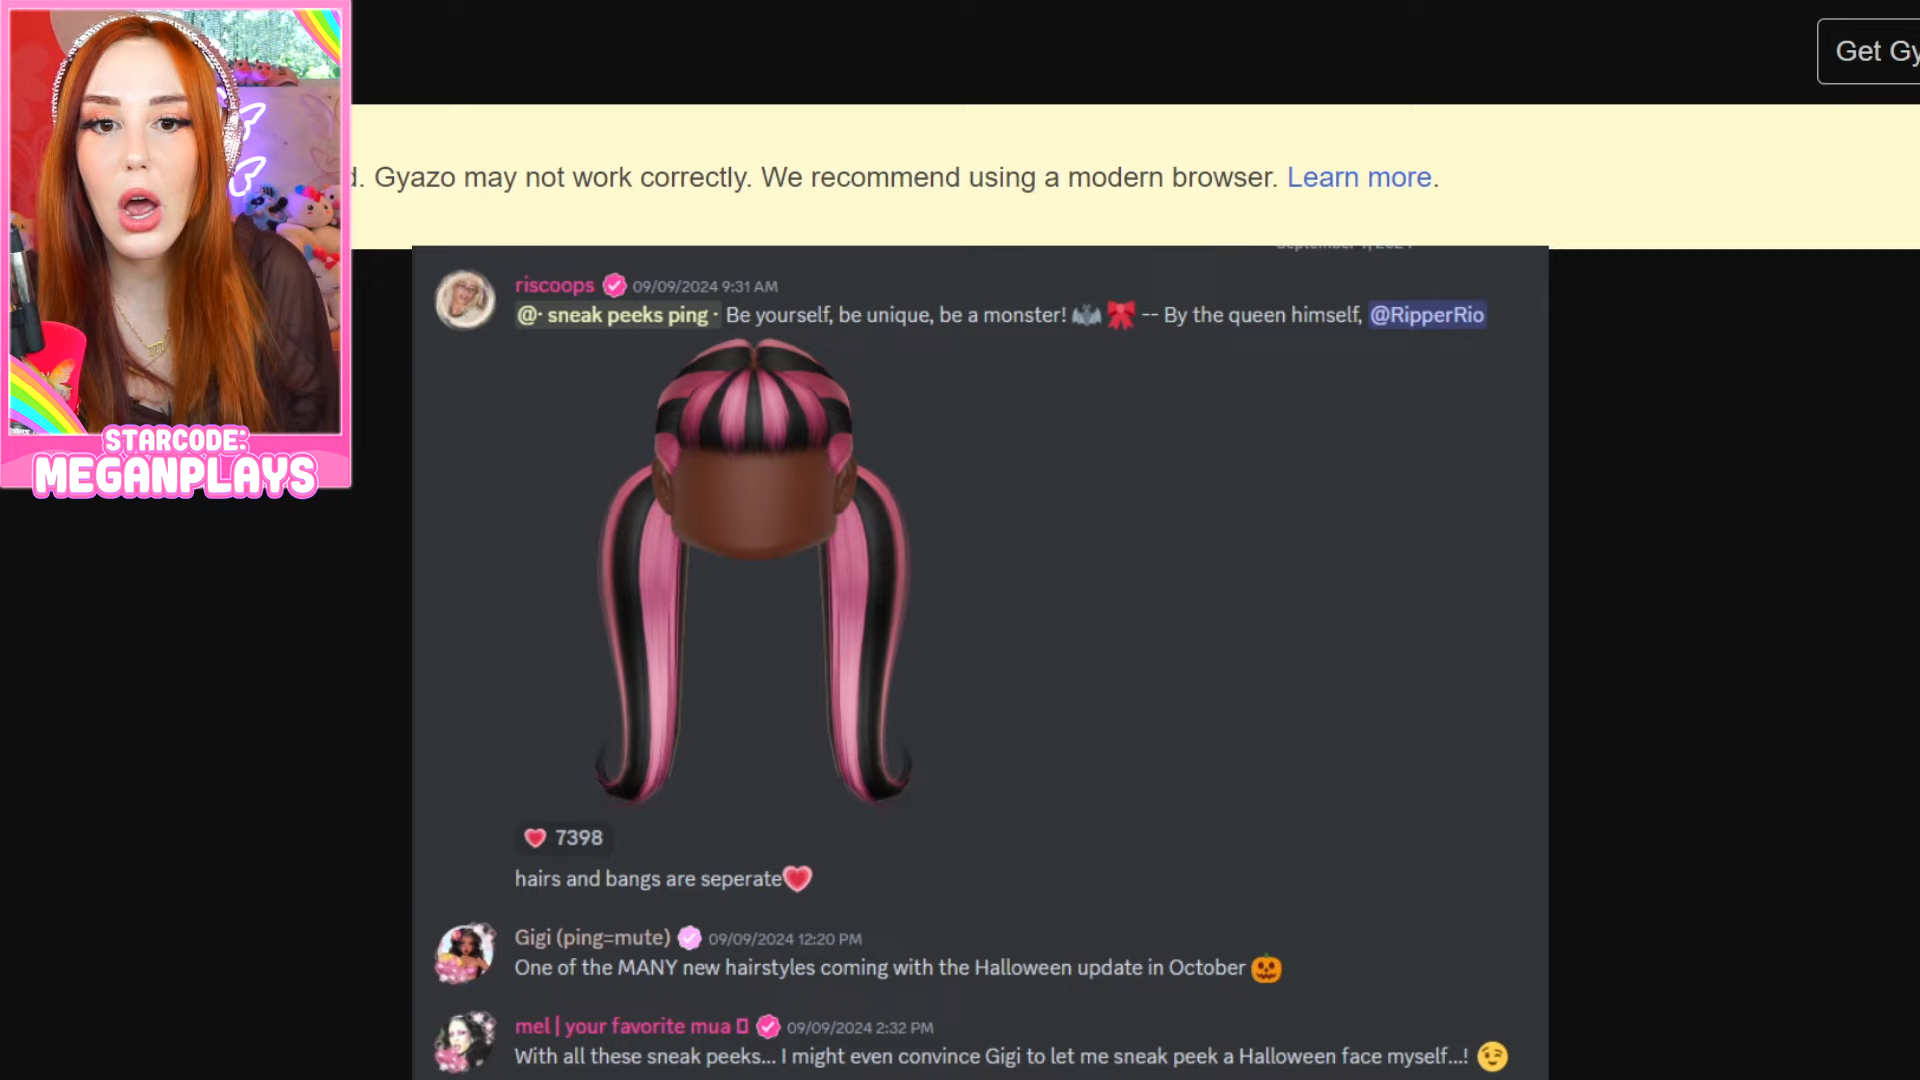 Get Gy
. Gyazo may not work correctly. We recommend using a modern browser. Learn more.
riscoops 09/09/2024 9:31 AM
@· sneak peeks ping · Be yourself, be unique, be a monster! 🦇🎀 -- By the queen himself, @RipperRio
STARCODE:
MEGANPLAYS
7398
hairs and bangs are seperate
Gigi (ping=mute) 09/09/2024 12:20 PM
One of the MANY new hairstyles coming with the Halloween update in October 🎃
mel | your favorite mua 09/09/2024 2:32 PM
With all these sneak peeks... I might even convince Gigi to let me sneak peek a Halloween face myself...! 😉